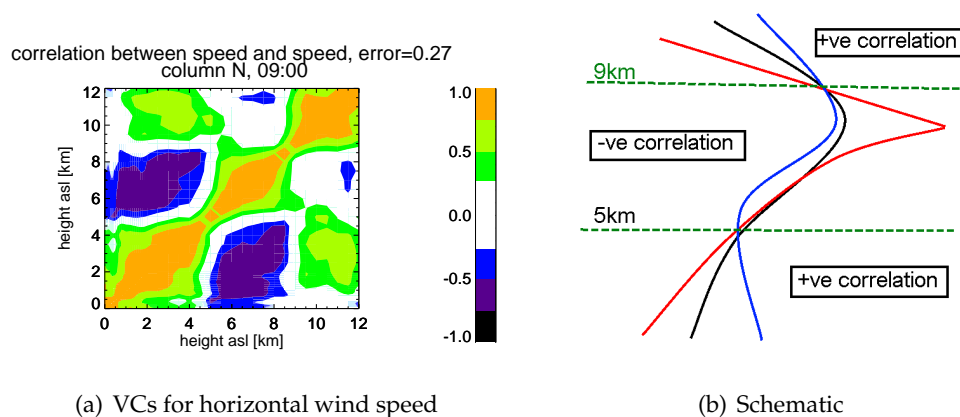 correlation between speed and speed, error=0.27
column N, 09:00
12
10
8
6
4
2
0
height asl [km]
0 2 4 6 8 10 12
height asl [km]
1.0
0.5
0.0
-0.5
-1.0
(a) VCs for horizontal wind speed
+ve correlation
9km
-ve correlation
5km
+ve correlation
(b) Schematic